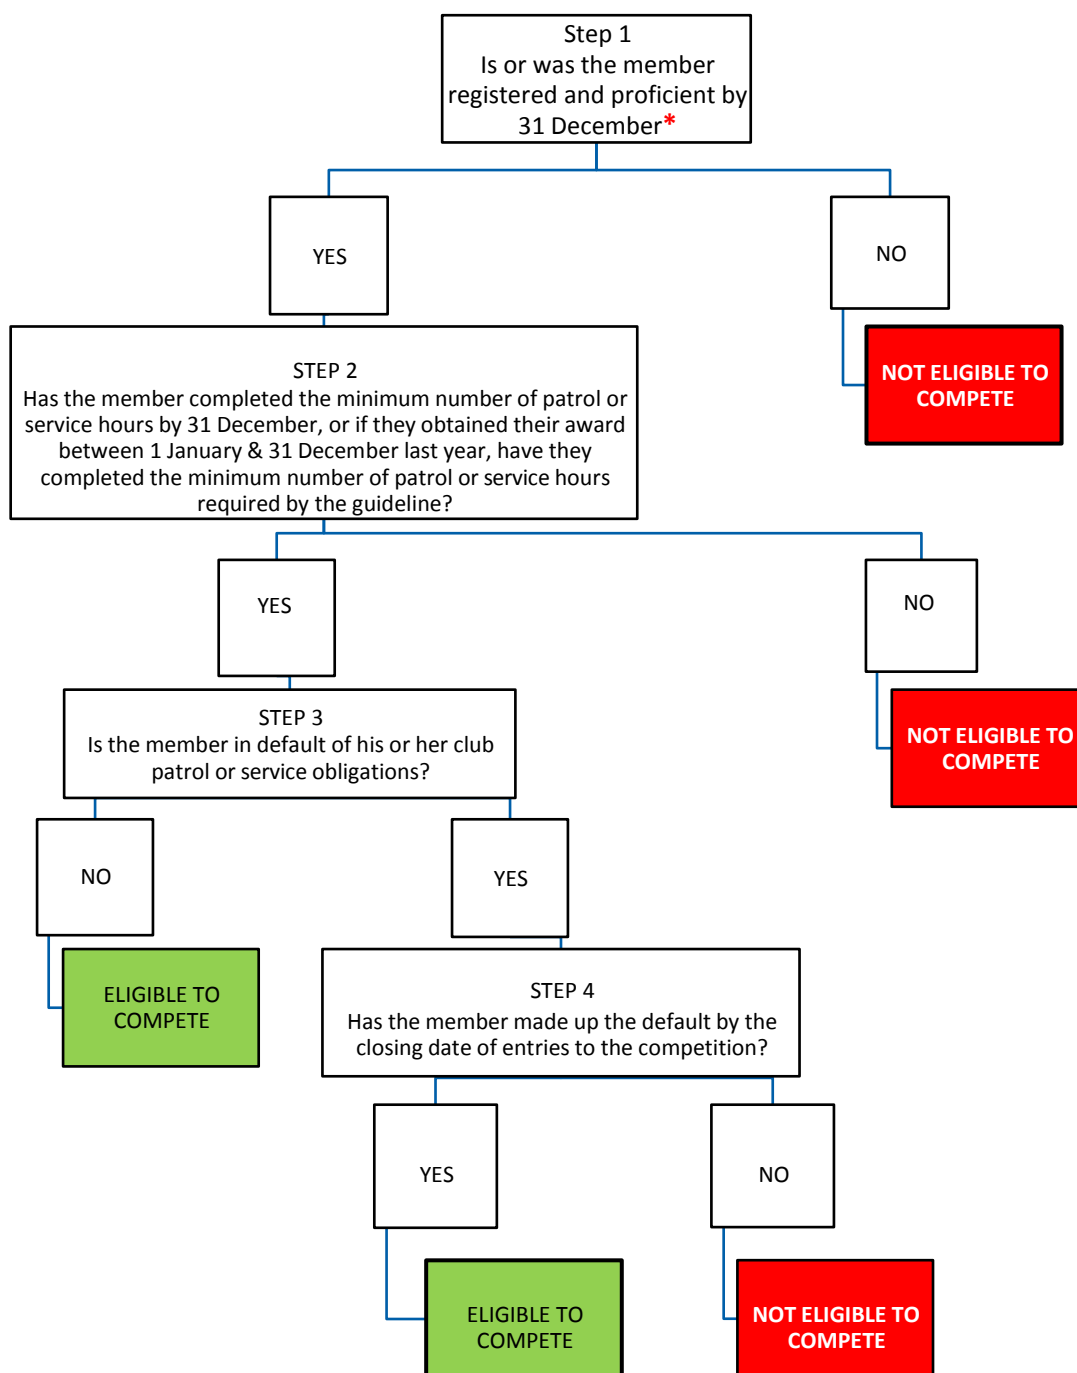 Step 1
Is or was the member
registered and proficient by
31 December*
YES
NO
NOT ELIGIBLE TO
COMPETE
STEP 2
Has the member completed the minimum number of patrol or
service hours by 31 December, or if they obtained their award
between 1 January & 31 December last year, have they
completed the minimum number of patrol or service hours
required by the guideline?
YES
NO
NOT ELIGIBLE TO
COMPETE
STEP 3
Is the member in default of his or her club
patrol or service obligations?
NO
YES
ELIGIBLE TO
COMPETE
STEP 4
Has the member made up the default by the
closing date of entries to the competition?
YES
NO
ELIGIBLE TO
COMPETE
NOT ELIGIBLE TO
COMPETE